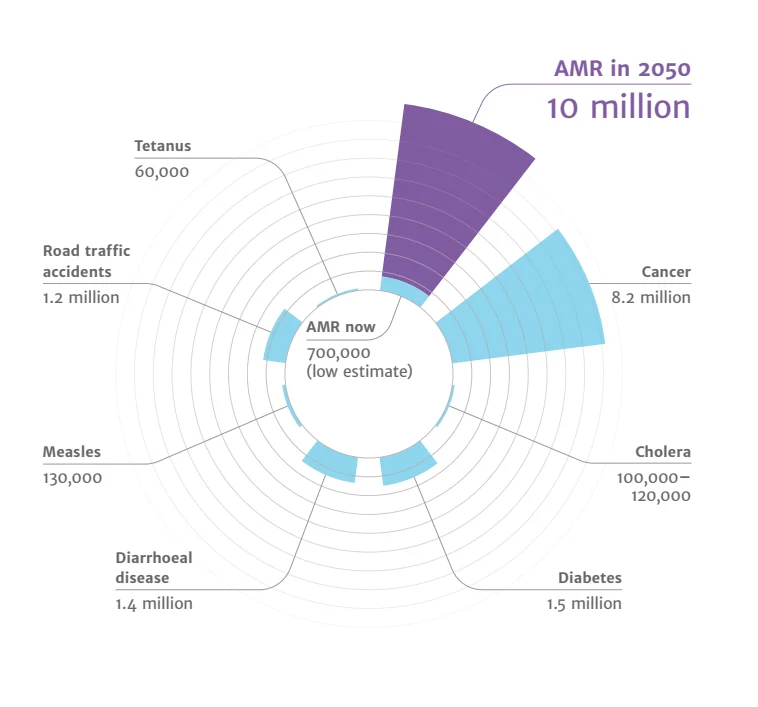 AMR in 2050
10 million
Tetanus
60,000
Road traffic
accidents
1.2 million
Cancer
8.2 million
AMR now
700,000
(low estimate)
Measles
130,000
Cholera
100,000–
120,000
Diarrhoeal
disease
1.4 million
Diabetes
1.5 million